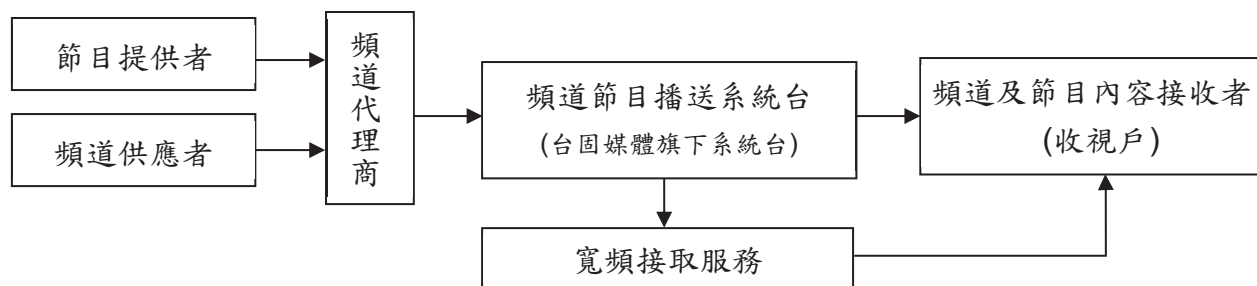 節目提供者
頻道供應者
頻道代理商
頻道節目播送系統台
(台固媒體旗下系統台)
頻道及節目內容接收者
(收視戶)
寬頻接取服務